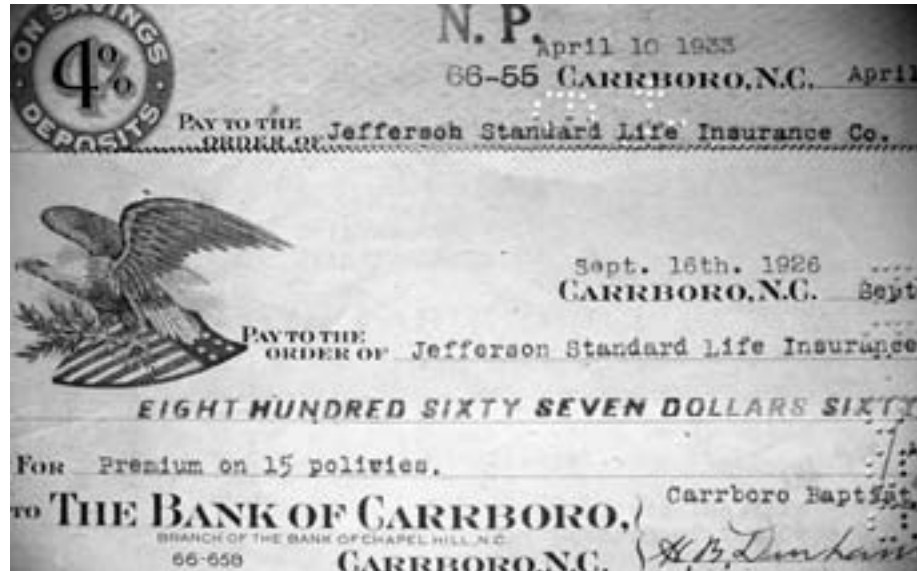 ON SAVINGS
4%
DEPOSITS
N. P.
April 10 1933
66-55 CARRBORO, N.C. April
PAY TO THE
ORDER OF Jefferson Standard Life Insurance Co.
Sept. 16th. 1926
CARRBORO, N.C. Sept
PAY TO THE
ORDER OF Jefferson Standard Life Insurance
EIGHT HUNDRED SIXTY SEVEN DOLLARS SIXTY
FOR Premium on 15 polivies.
Carrboro Baptist
TO THE BANK OF CARRBORO,
BRANCH OF THE BANK OF CHAPEL HILL, N.C.
66-658 CARRBORO, N.C.
H.B. Durham